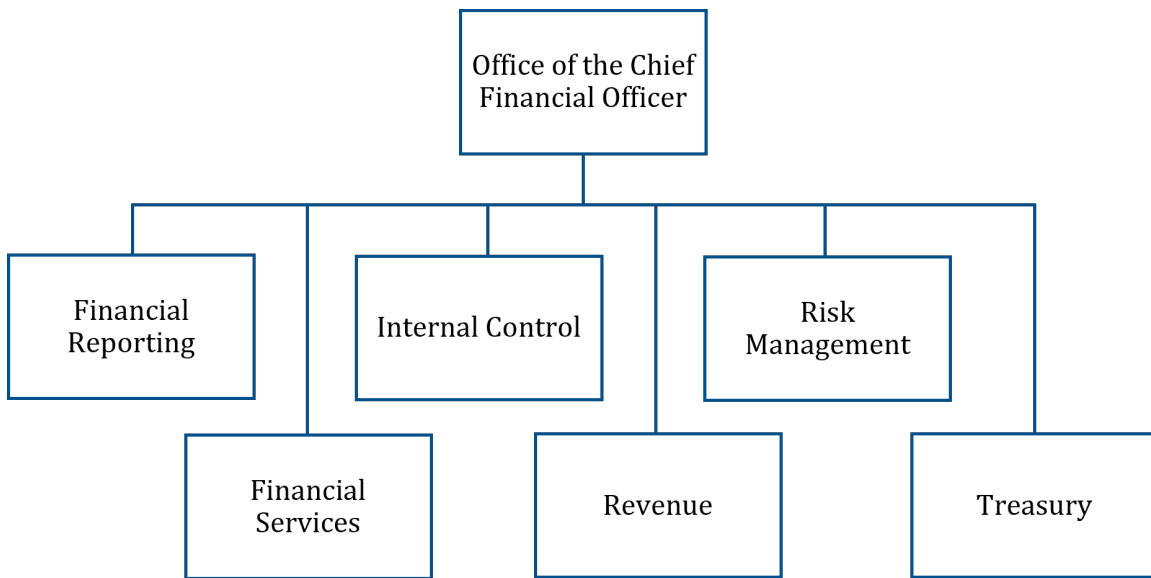 Office of the Chief
Financial Officer
Financial
Reporting
Internal Control
Risk
Management
Financial
Services
Revenue
Treasury